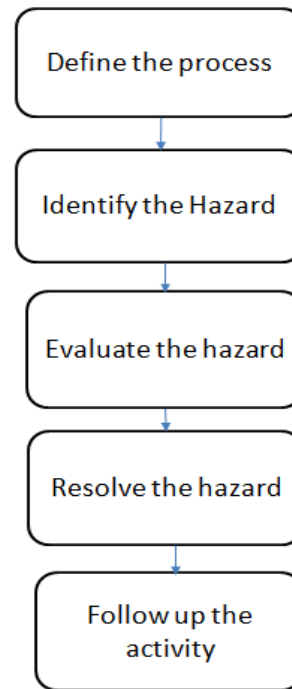 Define the process
Identify the Hazard
Evaluate the hazard
Resolve the hazard
Follow up the
activity